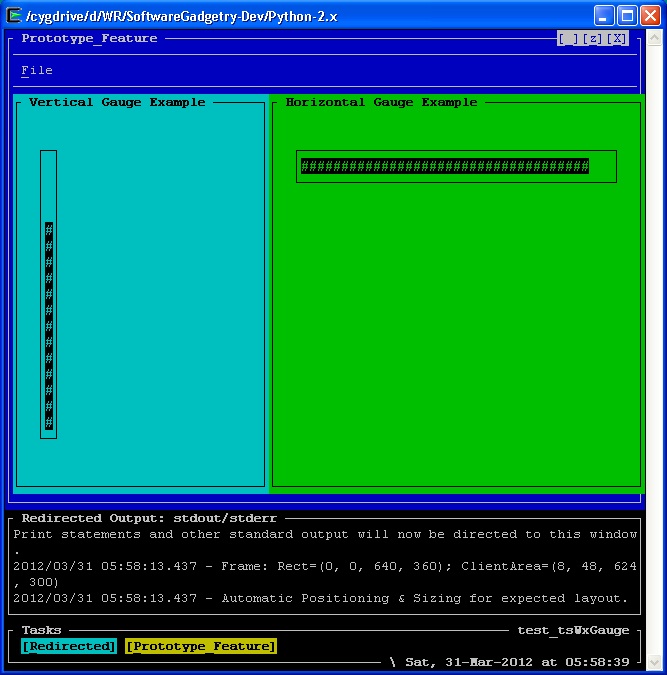 /cygdrive/d/WR/SoftwareGadgetry-Dev/Python-2.x
Protøtype_Feature [_][z][X]
File
Vertical Gauge Example
Horizontal Gauge Example
####################################
#
#
#
#
#
#
#
#
#
#
#
#
#
Redirected Output: stdout/stderr
Print statements and other standard output will now be directed to this window
.
2012/03/31 05:58:13.437 - Frame: Rect=(0, 0, 640, 360); ClientArea=(8, 48, 624
, 300)
2012/03/31 05:58:13.437 - Automatic Positioning & Sizing for expected layout.
Tasks
test_tsWxGauge
[Redirected] [Prototype_Feature]
\ Sat, 31-Mar-2012 at 05:58:39